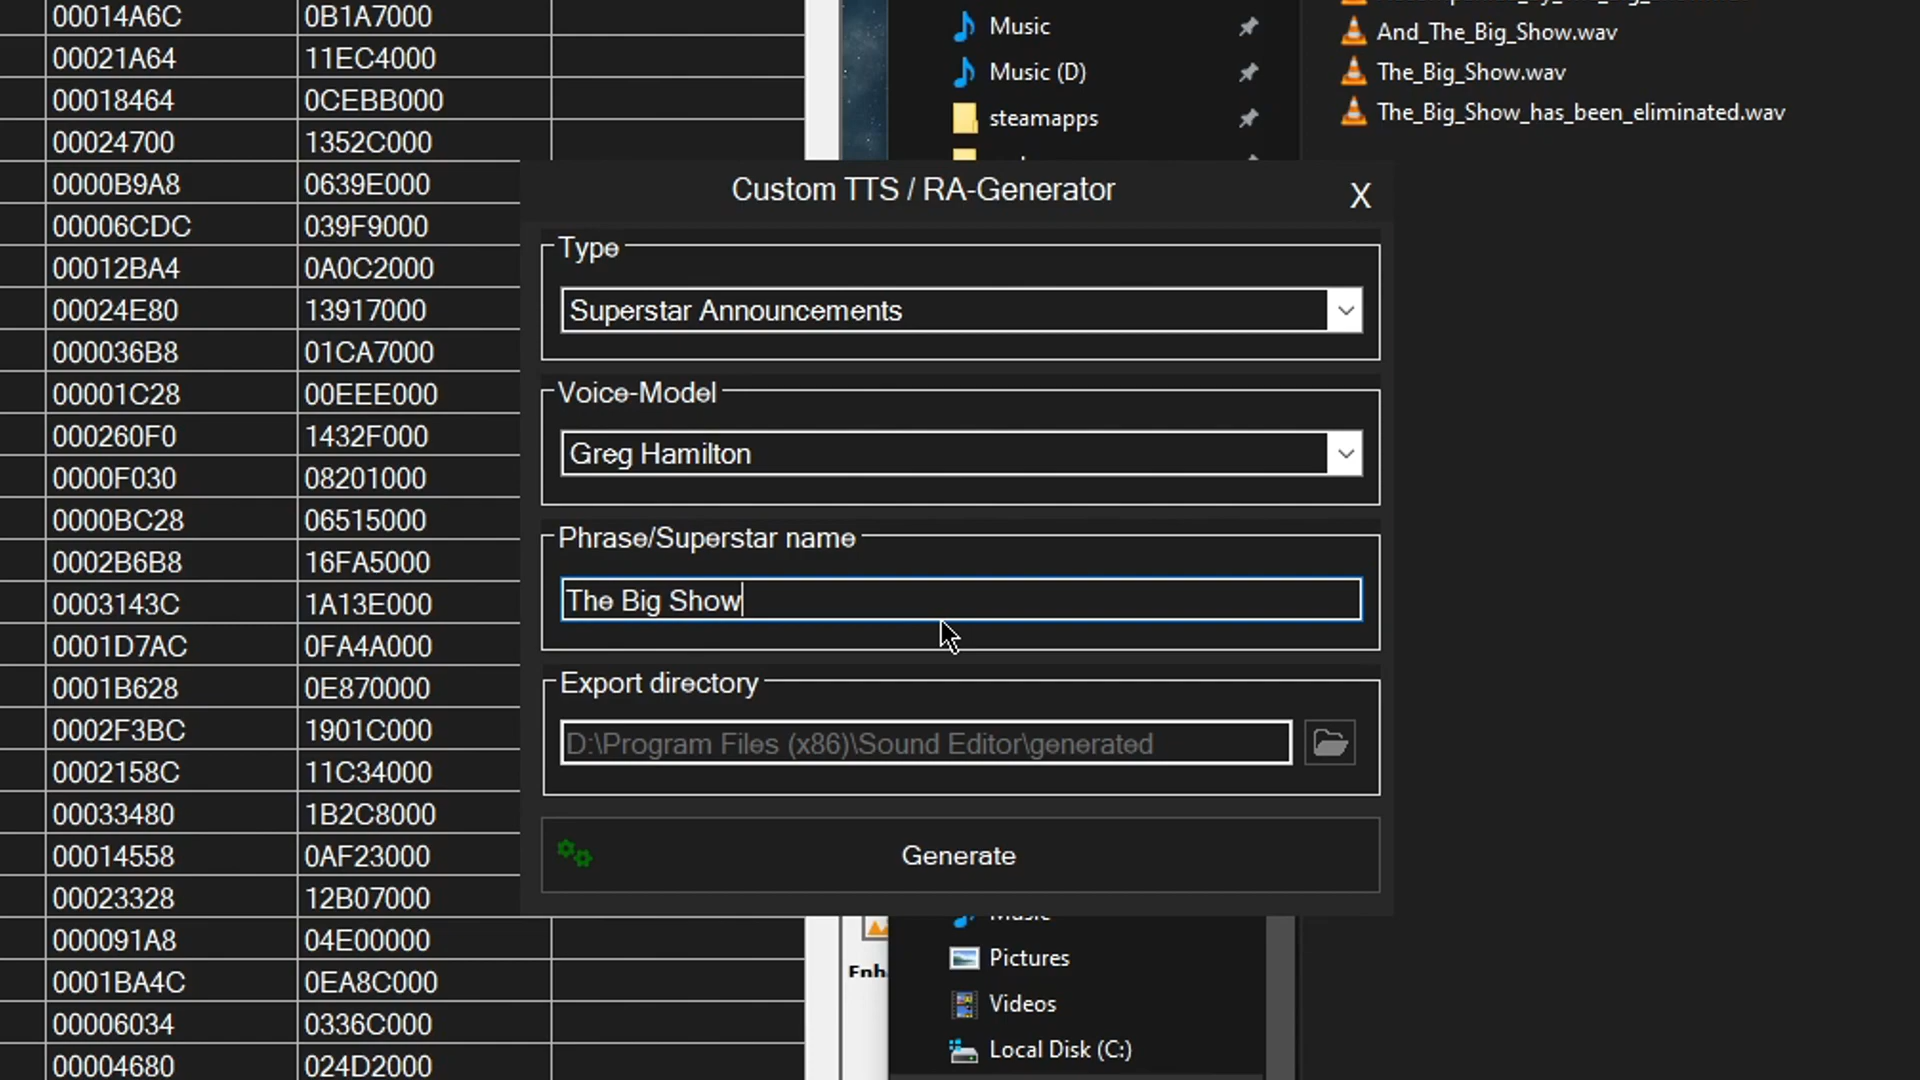 00014A6C 0B1A7000
00021A64 11EC4000
00018464 0CEBB000
00024700 1352C000
0000B9A8 0639E000
00006CDC 039F9000
00012BA4 0A0C2000
00024E80 13917000
000036B8 01CA7000
00001C28 00EEE000
000260F0 1432F000
0000F030 08201000
0000BC28 06515000
0002B6B8 16FA5000
0003143C 1A13E000
0001D7AC 0FA4A000
0001B628 0E870000
0002F3BC 1901C000
0002158C 11C34000
00033480 1B2C8000
00014558 0AF23000
00023328 12B07000
000091A8 04E00000
0001BA4C 0EA8C000
00006034 0336C000
00004680 024D2000
Music
Music (D)
steamapps
And_The_Big_Show.wav
The_Big_Show.wav
The_Big_Show_has_been_eliminated.wav
Custom TTS / RA-Generator
X
Type
Superstar Announcements
Voice-Model
Greg Hamilton
Phrase/Superstar name
The Big Show
Export directory
D:\Program Files (x86)\Sound Editor\generated
Generate
Music
Enh
Pictures
Videos
Local Disk (C:)